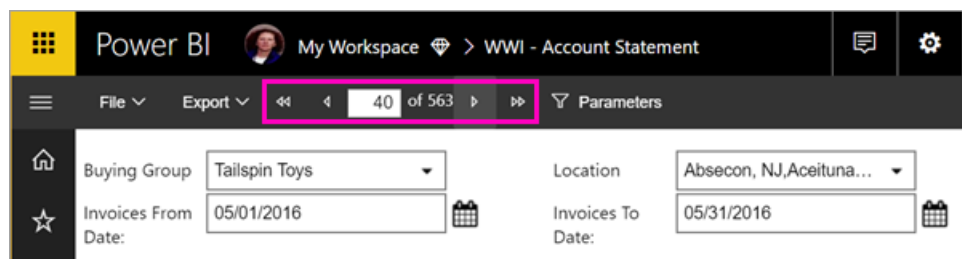 Power BI My Workspace > WWI - Account Statement
File Export 40 of 563 Parameters
Buying Group Tailspin Toys Location Absecon, NJ,Aceituna...
Invoices From Date: 05/01/2016 Invoices To Date: 05/31/2016